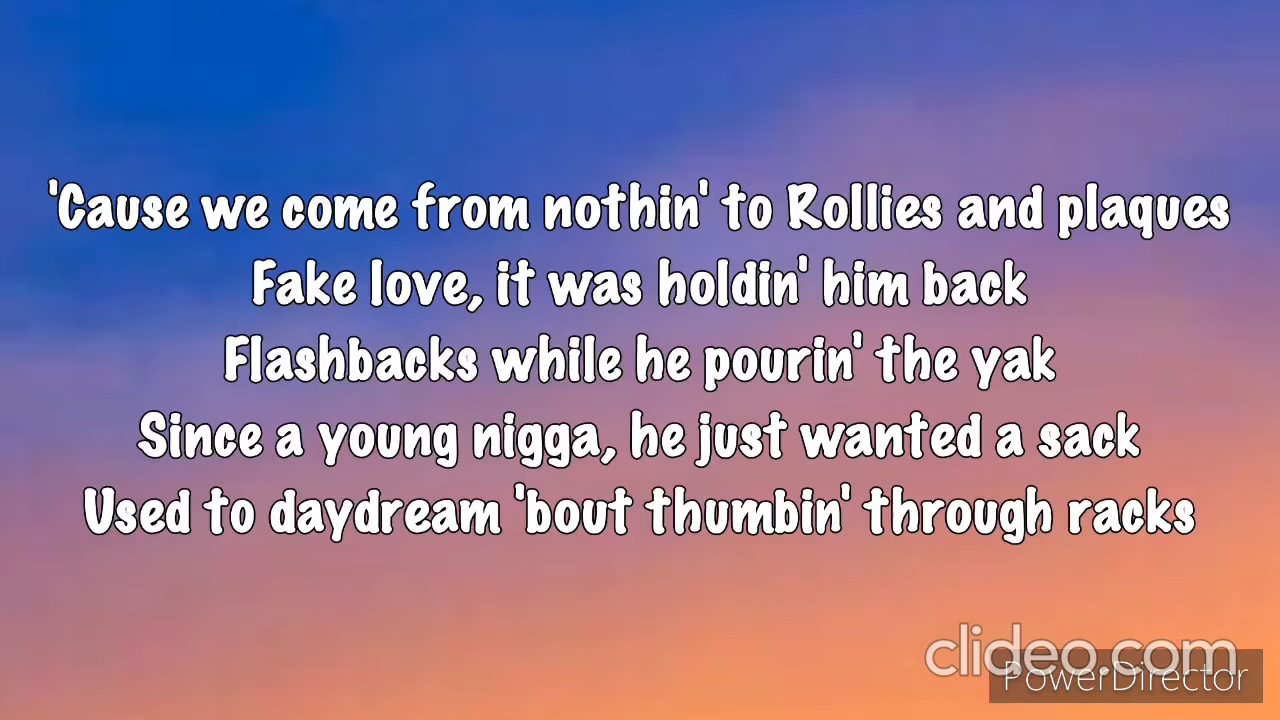 'Cause we come from nothin' to Rollies and plaques
Fake love, it was holdin' him back
Flashbacks while he pourin' the yak
Since a young nigga, he just wanted a sack
Used to daydream 'bout thumbin' through racks
clideo.com
PowerDirector